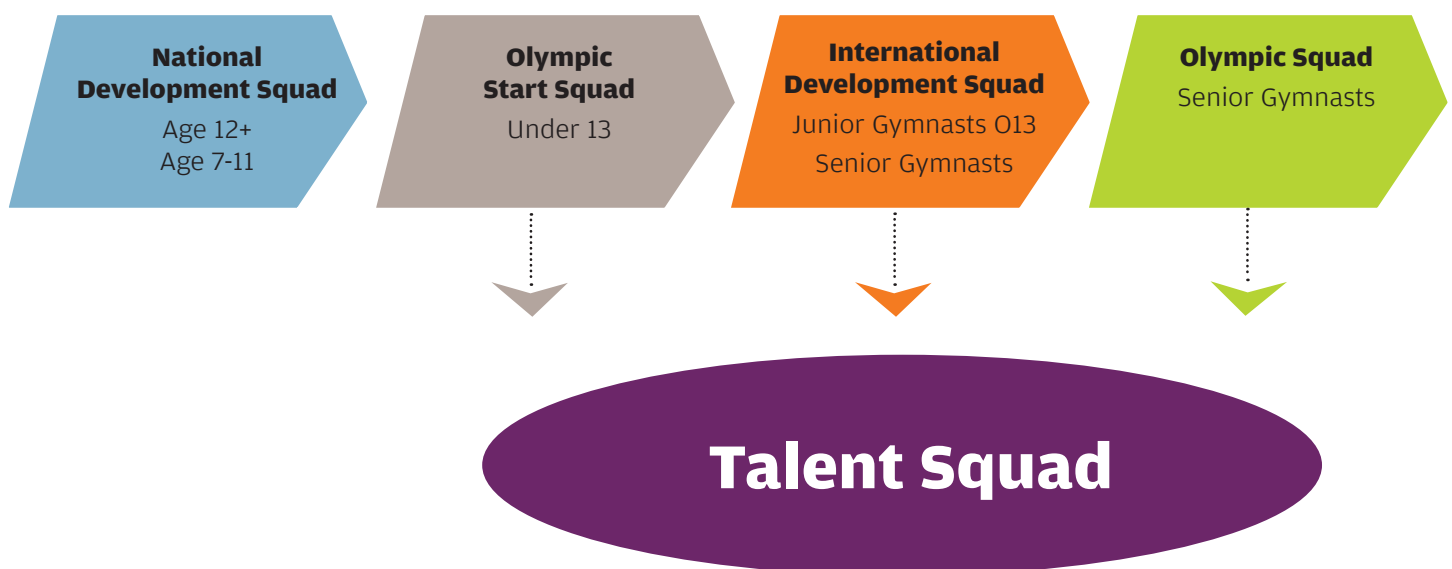 National
Development Squad
Age 12+
Age 7-11
Olympic
Start Squad
Under 13
International
Development Squad
Junior Gymnasts O13
Senior Gymnasts
Olympic Squad
Senior Gymnasts
Talent Squad